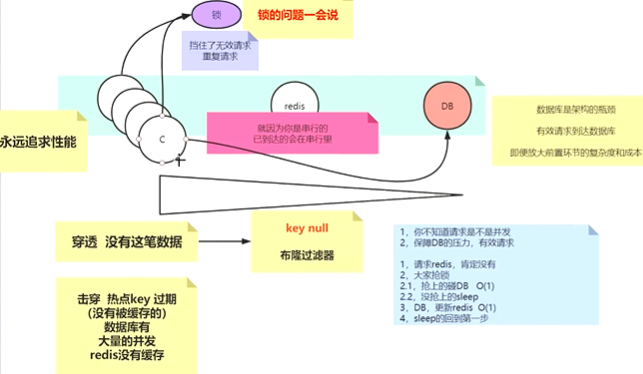 锁
锁的问题一会说
挡住了无效请求
重复请求
redis
DB
永远追求性能
C
就因为你是串行的
已到达的会在串行里
数据库是架构的瓶颈
有效请求到达数据库
即便放大前置环节的复杂度和成本
穿透 没有这笔数据
key null
布隆过滤器
1，你不知道请求是不是并发
2，保障DB的压力，有效请求
1，请求redis，肯定没有
2，大家抢锁
2.1，抢上的碰DB O(1)
2.2，没抢上的sleep
3，DB，更新redis O(1)
4，sleep的回到第一步
击穿 热点key 过期
（没有被缓存的）
数据库有
大量的并发
redis没有缓存